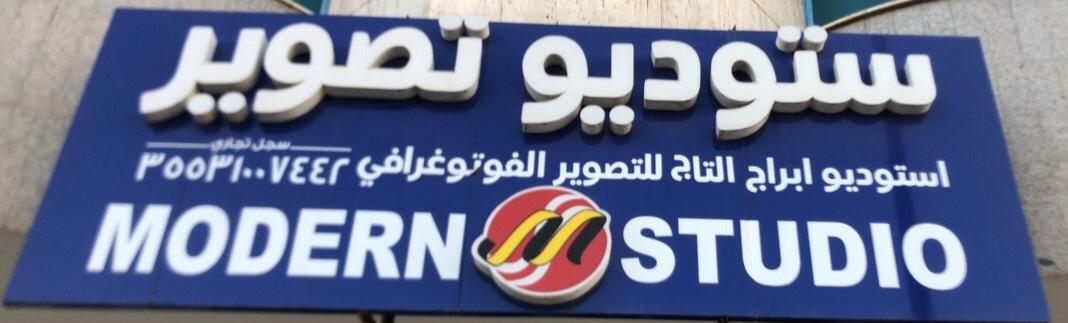 ستوديو تصوير
استوديو ابراج التاج للتصوير الفوتوغرافي
سجل تجاري
٣٥٥٣١٠٠٧٤٤٢
MODERN STUDIO